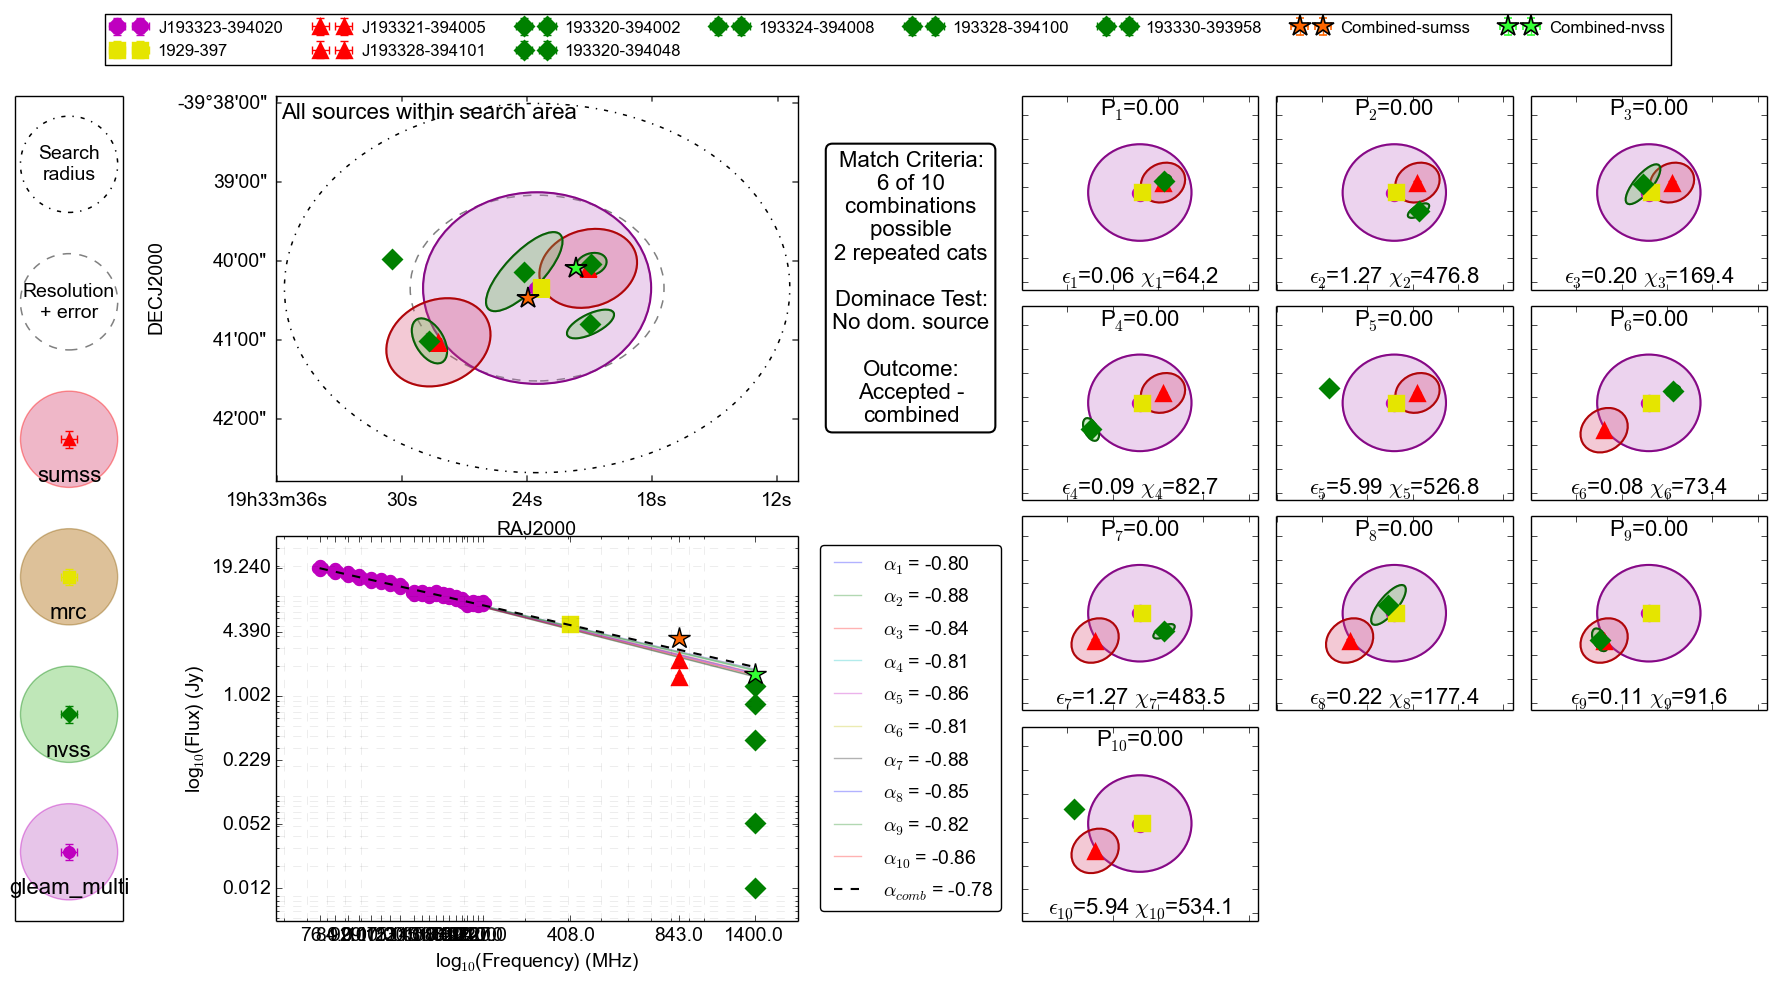 J193323-394020
J193321-394005
193320-394002
193324-394008
193328-394100
193330-393958
Combined-sumss
Combined-nvss
1929-397
J193328-394101
193320-394048
Search
radius
Resolution
+ error
sumss
mrc
nvss
gleam_multi
All sources within search area
-39°38'00"
39'00"
40'00"
41'00"
42'00"
DECJ2000
19h33m36s
30s
24s
18s
12s
RAJ2000
Match Criteria:
6 of 10
combinations
possible
2 repeated cats
Dominace Test:
No dom. source
Outcome:
Accepted -
combined
19.240
4.390
1.002
0.229
0.052
0.012
log₁₀(Flux) (Jy)
408.0
843.0
1400.0
log₁₀(Frequency) (MHz)
α₁ = -0.80
α₂ = -0.88
α₃ = -0.84
α₄ = -0.81
α₅ = -0.86
α₆ = -0.81
α₇ = -0.88
α₈ = -0.85
α₉ = -0.82
α₁₀ = -0.86
α_comb = -0.78
P₁=0.00
ϵ₁=0.06 χ₁=64.2
P₂=0.00
ϵ₂=1.27 χ₂=476.8
P₃=0.00
ϵ₃=0.20 χ₃=169.4
P₄=0.00
ϵ₄=0.09 χ₄=82.7
P₅=0.00
ϵ₅=5.99 χ₅=526.8
P₆=0.00
ϵ₆=0.08 χ₆=73.4
P₇=0.00
ϵ₇=1.27 χ₇=483.5
P₈=0.00
ϵ₈=0.22 χ₈=177.4
P₉=0.00
ϵ₉=0.11 χ₉=91.6
P₁₀=0.00
ϵ₁₀=5.94 χ₁₀=534.1